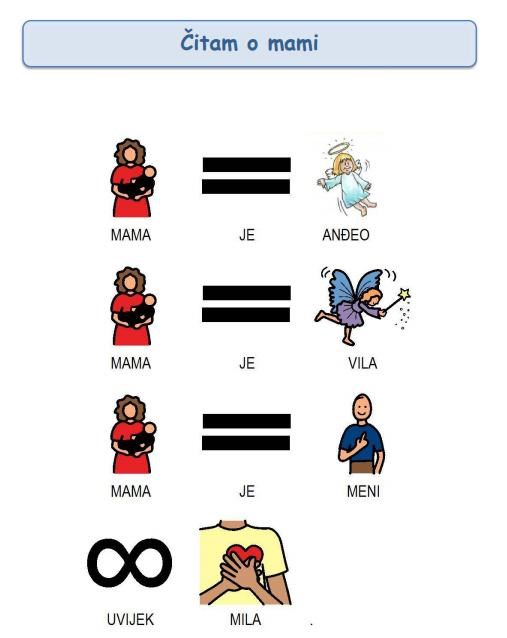 Čitam o mami
MAMA JE ANĐEO
MAMA JE VILA
MAMA JE MENI
UVIJEK MILA .